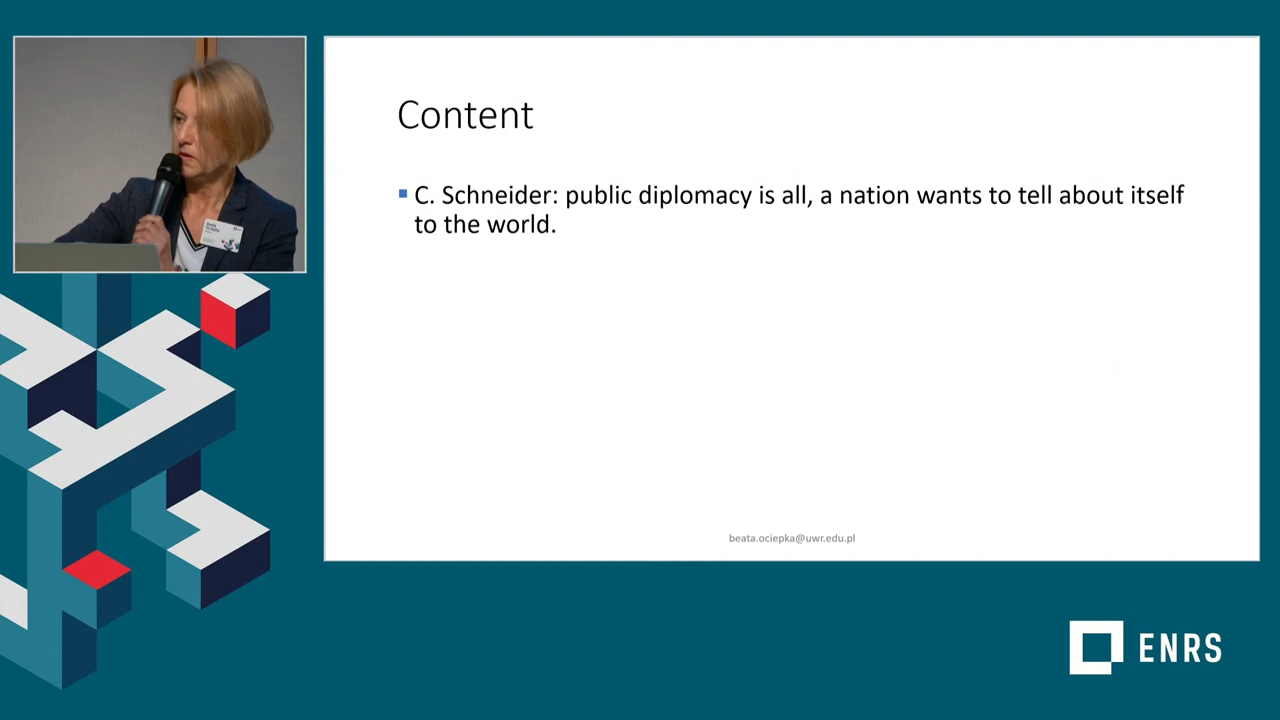 Content
C. Schneider: public diplomacy is all, a nation wants to tell about itself
to the world.
beata.ociepka@uwr.edu.pl
ENRS